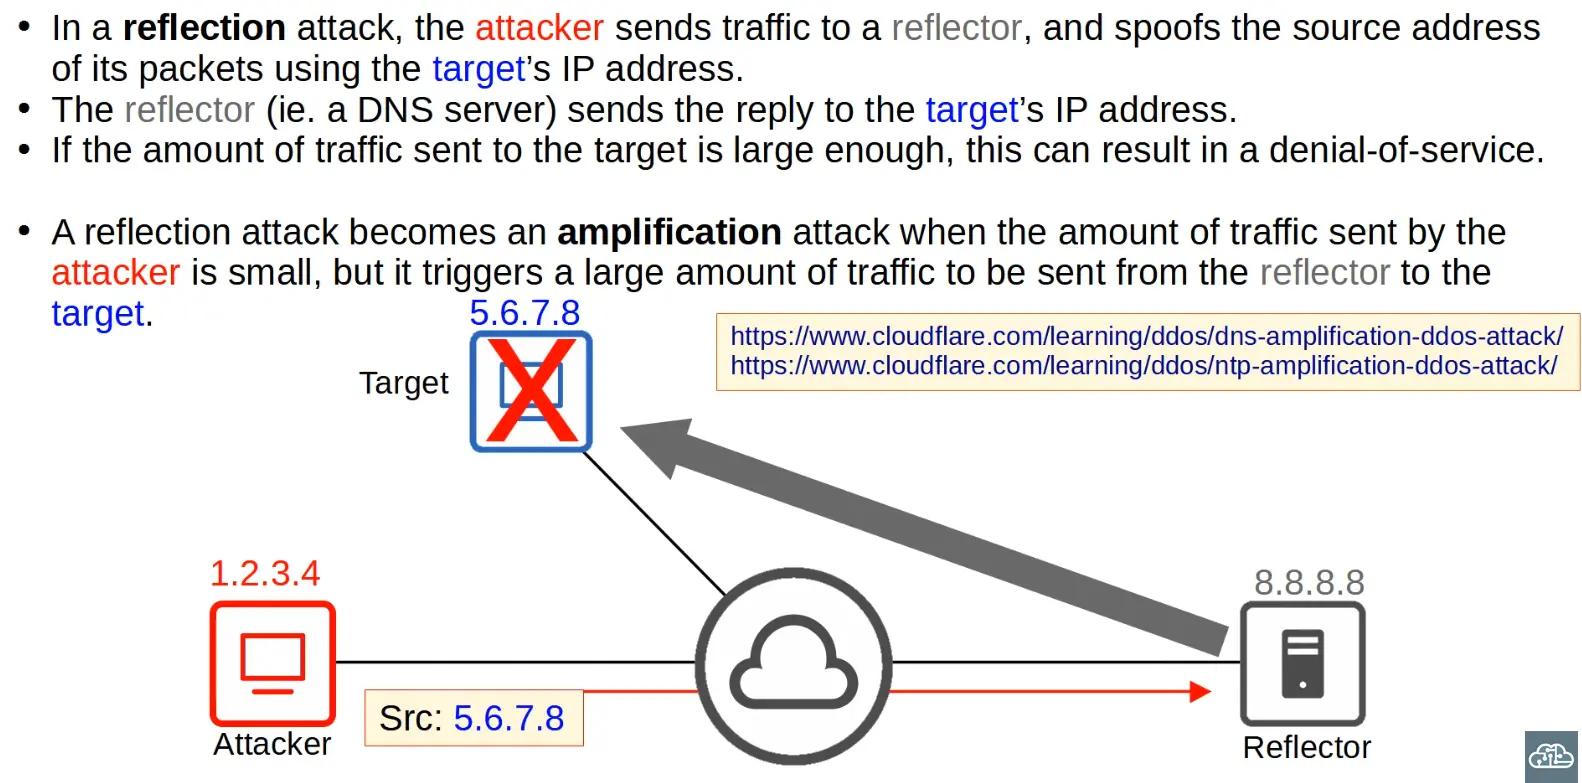 • In a reflection attack, the attacker sends traffic to a reflector, and spoofs the source address
of its packets using the target’s IP address.
• The reflector (ie. a DNS server) sends the reply to the target’s IP address.
• If the amount of traffic sent to the target is large enough, this can result in a denial-of-service.
• A reflection attack becomes an amplification attack when the amount of traffic sent by the
attacker is small, but it triggers a large amount of traffic to be sent from the reflector to the
target.
5.6.7.8
https://www.cloudflare.com/learning/ddos/dns-amplification-ddos-attack/
https://www.cloudflare.com/learning/ddos/ntp-amplification-ddos-attack/
Target
1.2.3.4
8.8.8.8
Src: 5.6.7.8
Attacker
Reflector